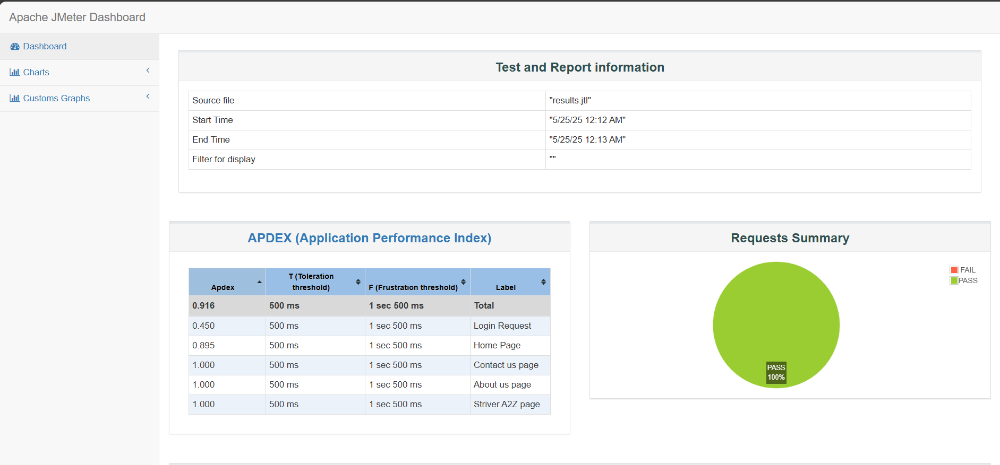 Apache JMeter Dashboard
Dashboard
Charts
Customs Graphs
Test and Report information
Source file "results.jtl"
Start Time "5/25/25 12:12 AM"
End Time "5/25/25 12:13 AM"
Filter for display ""
APDEX (Application Performance Index)
Apdex T (Toleration threshold) F (Frustration threshold) Label
0.916 500 ms 1 sec 500 ms Total
0.450 500 ms 1 sec 500 ms Login Request
0.895 500 ms 1 sec 500 ms Home Page
1.000 500 ms 1 sec 500 ms Contact us page
1.000 500 ms 1 sec 500 ms About us page
1.000 500 ms 1 sec 500 ms Striver A2Z page
Requests Summary
FAIL
PASS
PASS
100%